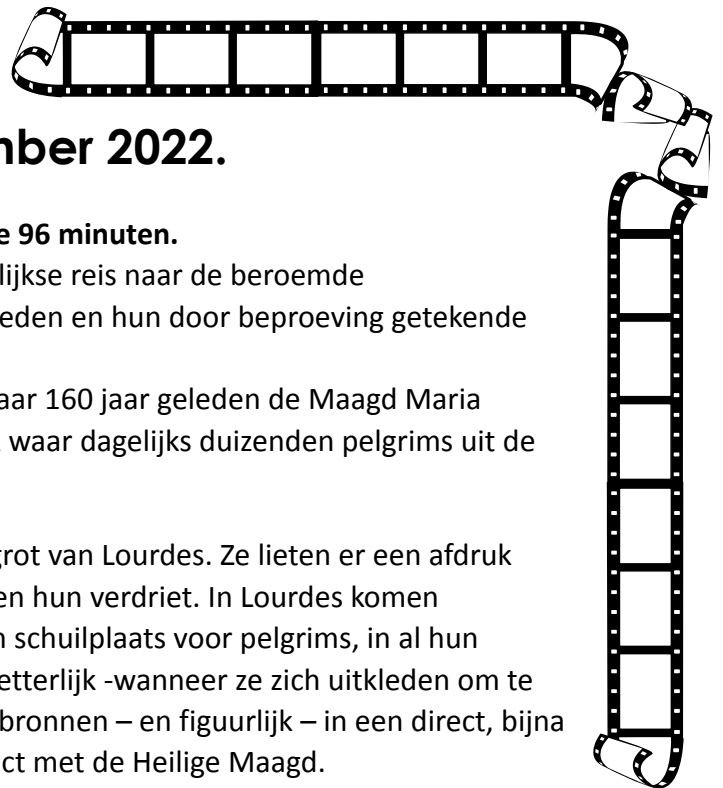 mber 2022.
e 96 minuten.
lijkse reis naar de beroemde
eden en hun door beproeving getekende
aar 160 jaar geleden de Maagd Maria
waar dagelijks duizenden pelgrims uit de
grot van Lourdes. Ze lieten er een afdruk
en hun verdriet. In Lourdes komen
n schuilplaats voor pelgrims, in al hun
etterlijk -wanneer ze zich uitkleden om te
bronnen – en figuurlijk – in een direct, bijna
ct met de Heilige Maagd.